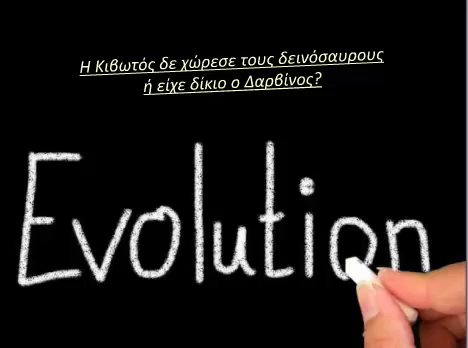 Η Κιβωτός δε χώρεσε τους δεινόσαυρους
ή είχε δίκιο ο Δαρβίνος?
Evolution